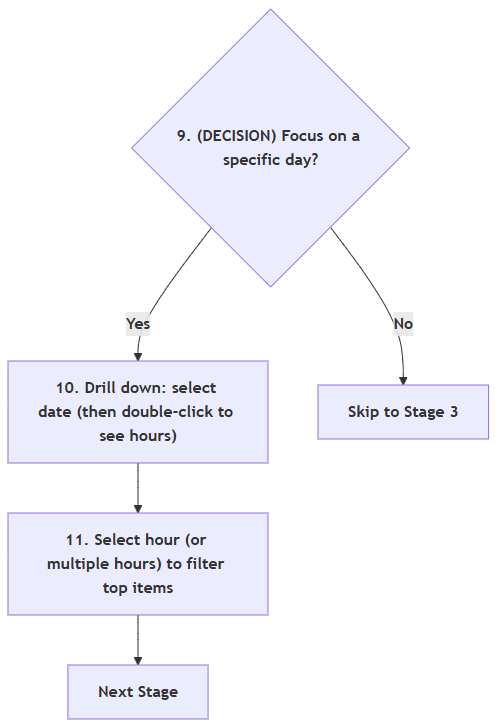 9. (DECISION) Focus on a
specific day?
Yes
No
10. Drill down: select
date (then double-click to
see hours)
Skip to Stage 3
11. Select hour (or
multiple hours) to filter
top items
Next Stage